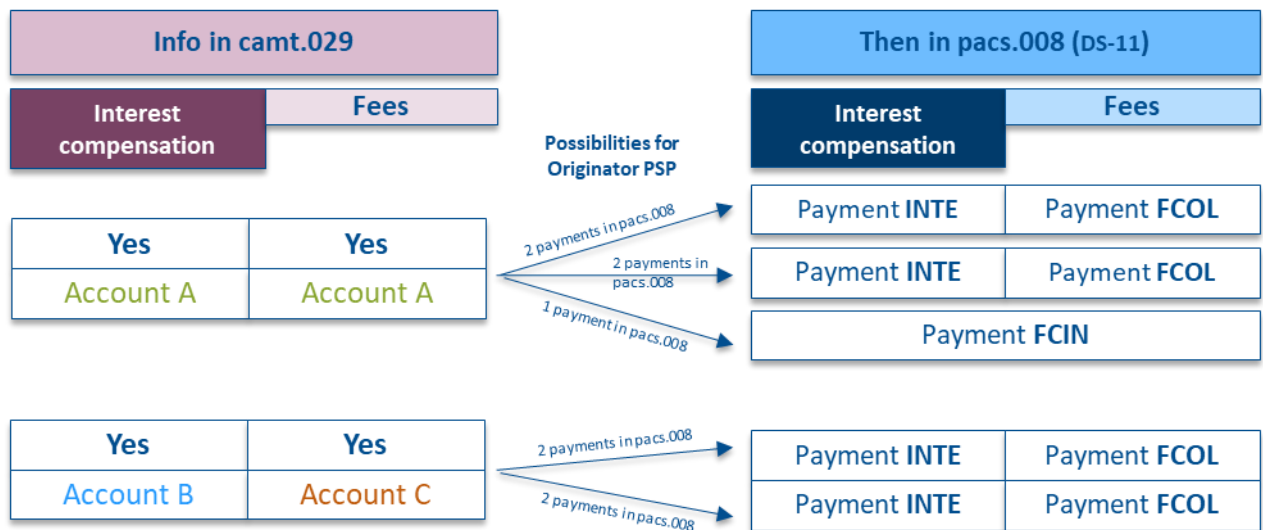 Info in camt.029
Then in pacs.008 (DS-11)
Interest
compensation
Fees
Possibilities for
Originator PSP
Interest
compensation
Fees
Yes
Yes
Account A
Account A
2 payments in pacs.008
2 payments in
pacs.008
1 payment in pacs.008
Payment INTE
Payment FCOL
Payment INTE
Payment FCOL
Payment FCIN
Yes
Yes
Account B
Account C
2 payments in pacs.008
2 payments in pacs.008
Payment INTE
Payment FCOL
Payment INTE
Payment FCOL